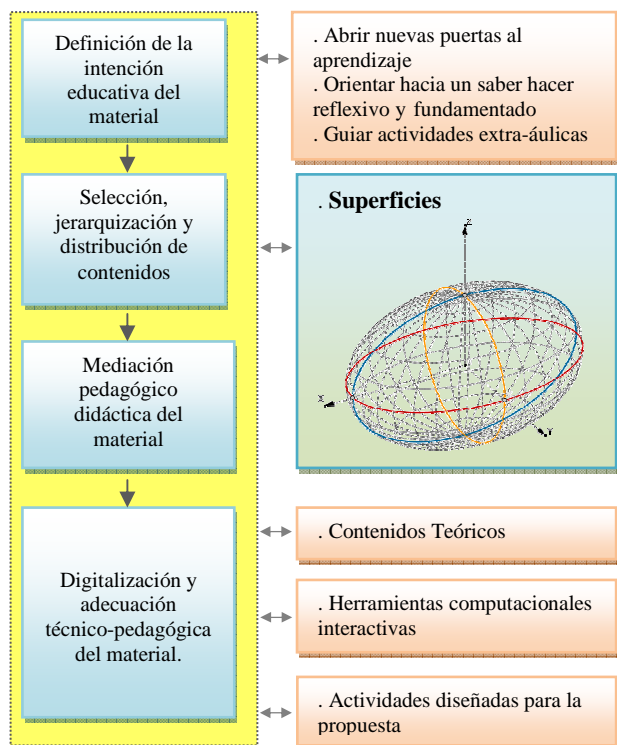 Definición de la
intención
educativa del
material
. Abrir nuevas puertas al
aprendizaje
. Orientar hacia un saber hacer
reflexivo y fundamentado
. Guiar actividades extra-áulicas
Selección,
jerarquización y
distribución de
contenidos
. Superficies
Z
X
Y
Mediación
pedagógico
didáctica del
material
Digitalización y
adecuación
técnico-pedagógica
del material.
. Contenidos Teóricos
. Herramientas computacionales
interactivas
. Actividades diseñadas para la
propuesta